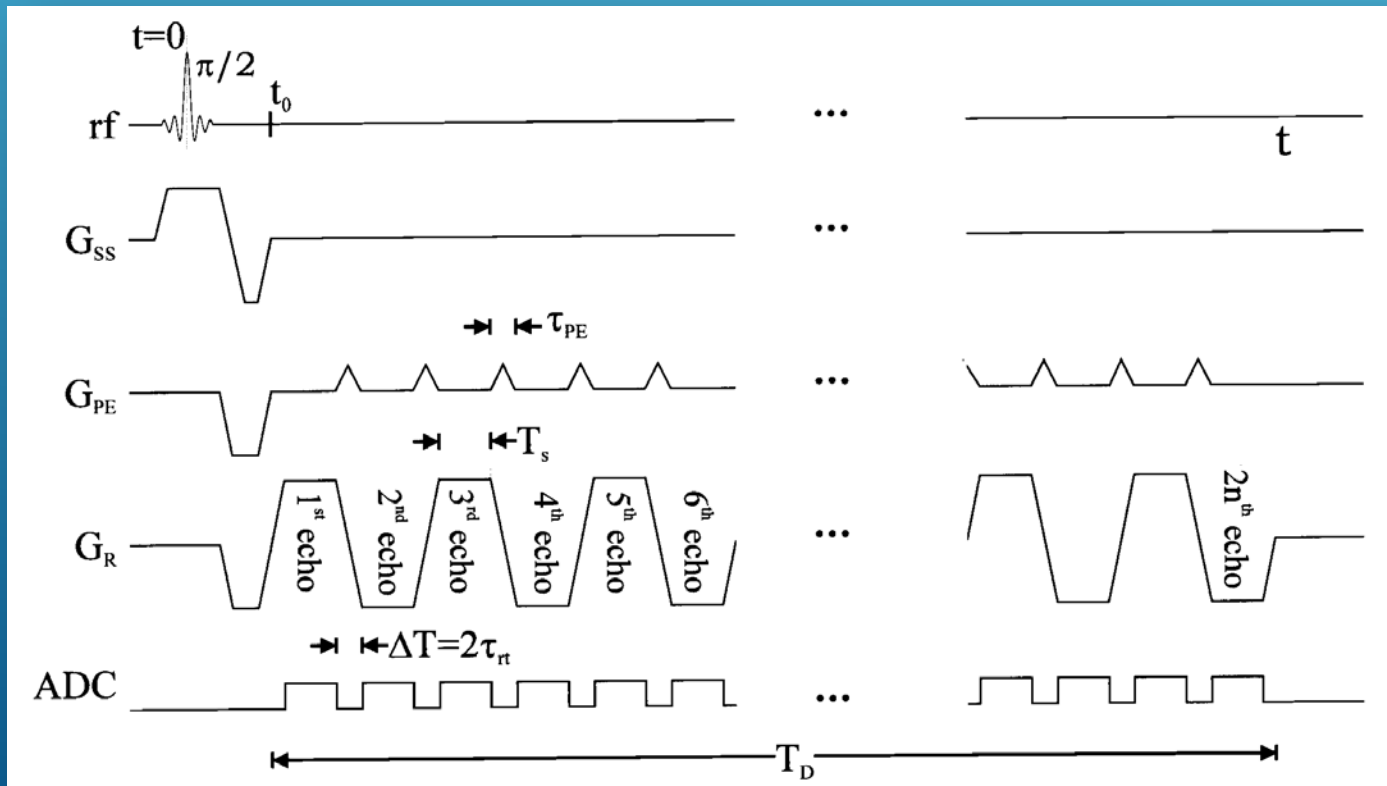 t=0
π/2
t₀
rf
...
t
G_SS
...
τ_PE
G_PE
...
T_s
G_R
1ˢᵗ echo
2ⁿᵈ echo
3ʳᵈ echo
4ᵗʰ echo
5ᵗʰ echo
6ᵗʰ echo
...
2nᵗʰ echo
ΔT=2τ_rt
ADC
...
T_D